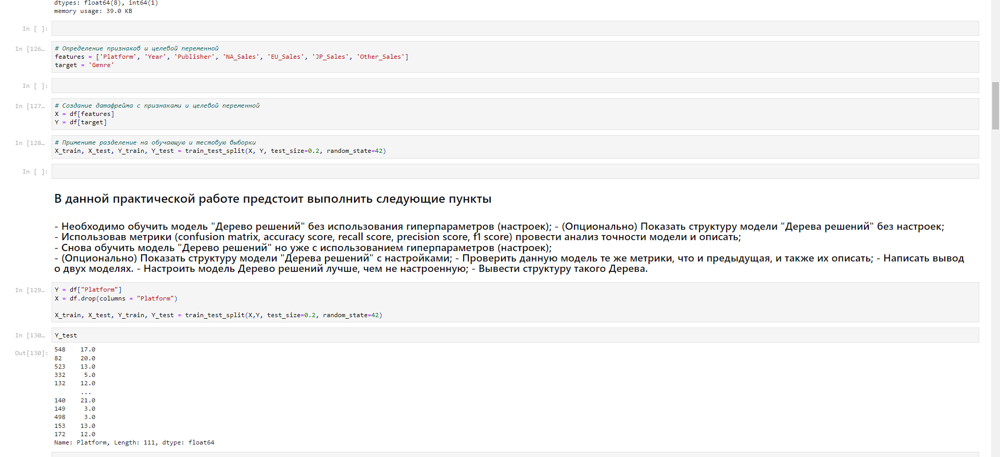 dtypes: float64(8), int64(1)
memory usage: 39.0 KB
In [ ]:
In [126…
# Определение признаков и целевой переменной
features = ['Platform', 'Year', 'Publisher', 'NA_Sales', 'EU_Sales', 'JP_Sales', 'Other_Sales']
target = 'Genre'
In [ ]:
In [127…
# Создание датафрейма с признаками и целевой переменной
X = df[features]
Y = df[target]
In [128…
# Примените разделение на обучающую и тестовую выборки
X_train, X_test, Y_train, Y_test = train_test_split(X, Y, test_size=0.2, random_state=42)
In [ ]:
В данной практической работе предстоит выполнить следующие пункты
- Необходимо обучить модель "Дерево решений" без использования гиперпараметров (настроек); - (Опционально) Показать структуру модели "Дерева решений" без настроек;
- Использовав метрики (confusion matrix, accuracy score, recall score, precision score, f1 score) провести анализ точности модели и описать;
- Снова обучить модель "Дерево решений" но уже с использованием гиперпараметров (настроек);
- (Опционально) Показать структуру модели "Дерева решений" с настройками; - Проверить данную модель те же метрики, что и предыдущая, и также их описать; - Написать вывод
о двух моделях. - Настроить модель Дерево решений лучше, чем не настроенную; - Вывести структуру такого Дерева.
In [129…
Y = df["Platform"]
X = df.drop(columns = "Platform")
X_train, X_test, Y_train, Y_test = train_test_split(X,Y, test_size=0.2, random_state=42)
In [130…
Y_test
Out[130]:
548    17.0
82     20.0
523    13.0
332     5.0
132    12.0
...
140    21.0
149     3.0
498     3.0
153    13.0
172    12.0
Name: Platform, Length: 111, dtype: float64